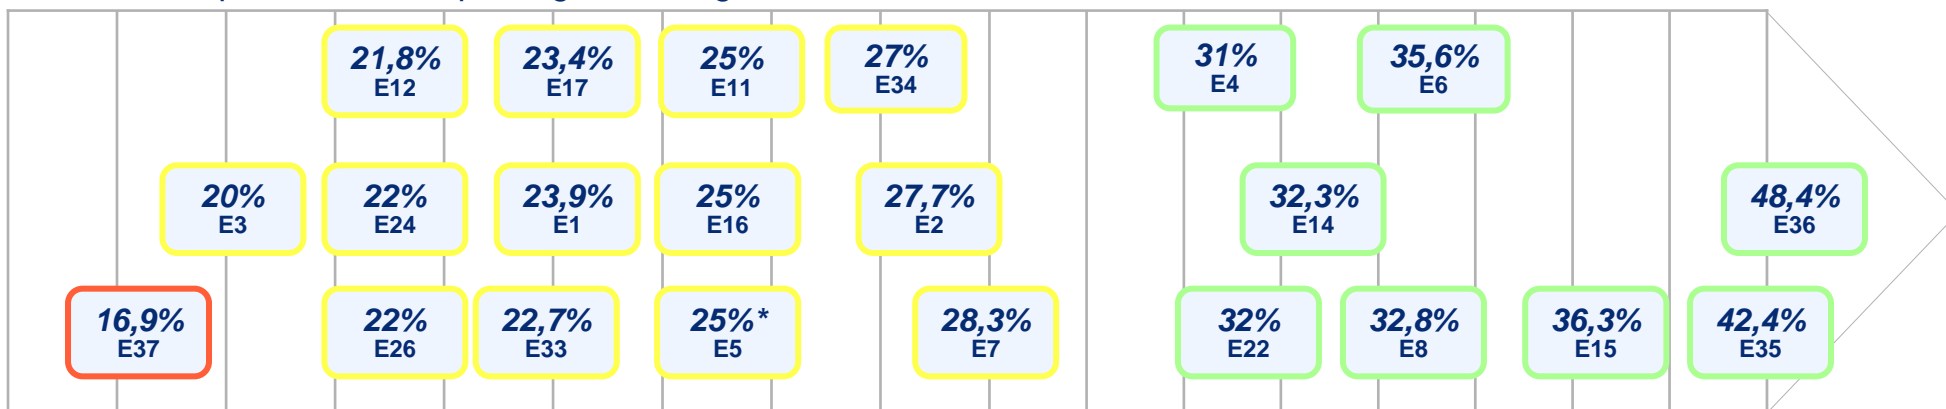 21,8%
E12
23,4%
E17
25%
E11
27%
E34
31%
E4
35,6%
E6
20%
E3
22%
E24
23,9%
E1
25%
E16
27,7%
E2
32,3%
E14
48,4%
E36
16,9%
E37
22%
E26
22,7%
E33
25%*
E5
28,3%
E7
32%
E22
32,8%
E8
36,3%
E15
42,4%
E35